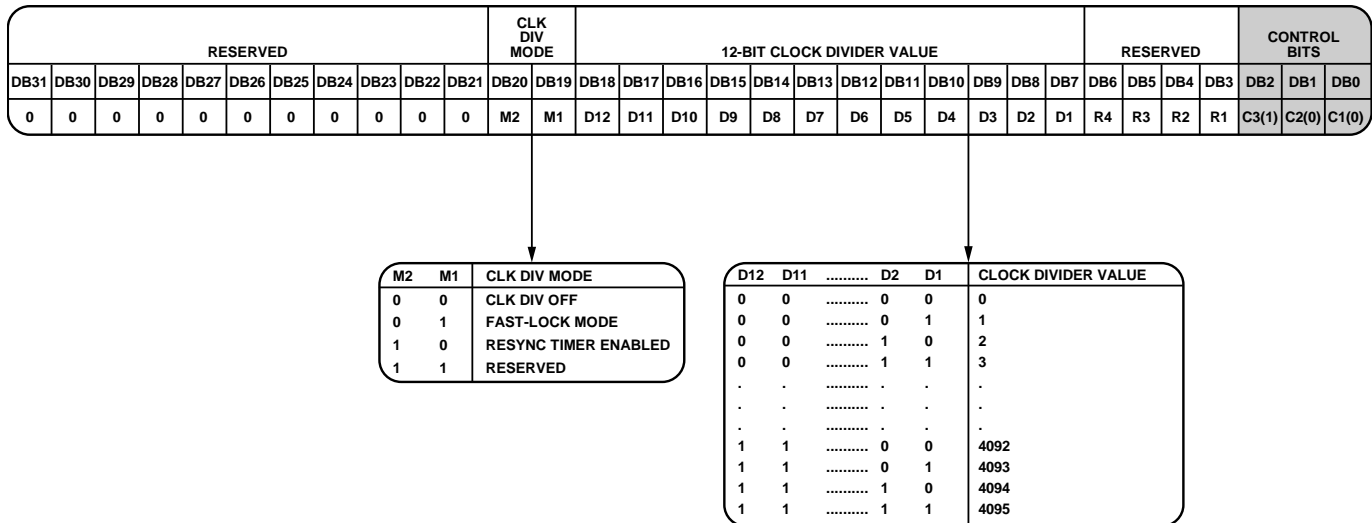 RESERVED CLK DIV MODE 12-BIT CLOCK DIVIDER VALUE RESERVED CONTROL BITS
DB31 DB30 DB29 DB28 DB27 DB26 DB25 DB24 DB23 DB22 DB21 DB20 DB19 DB18 DB17 DB16 DB15 DB14 DB13 DB12 DB11 DB10 DB9 DB8 DB7 DB6 DB5 DB4 DB3 DB2 DB1 DB0
0 0 0 0 0 0 0 0 0 0 0 M2 M1 D12 D11 D10 D9 D8 D7 D6 D5 D4 D3 D2 D1 R4 R3 R2 R1 C3(1) C2(0) C1(0)
M2 M1 CLK DIV MODE
0 0 CLK DIV OFF
0 1 FAST-LOCK MODE
1 0 RESYNC TIMER ENABLED
1 1 RESERVED
D12 D11 .......... D2 D1 CLOCK DIVIDER VALUE
0 0 .......... 0 0 0
0 0 .......... 0 1 1
0 0 .......... 1 0 2
0 0 .......... 1 1 3
. . .......... . . .
. . .......... . . .
. . .......... . . .
1 1 .......... 0 0 4092
1 1 .......... 0 1 4093
1 1 .......... 1 0 4094
1 1 .......... 1 1 4095